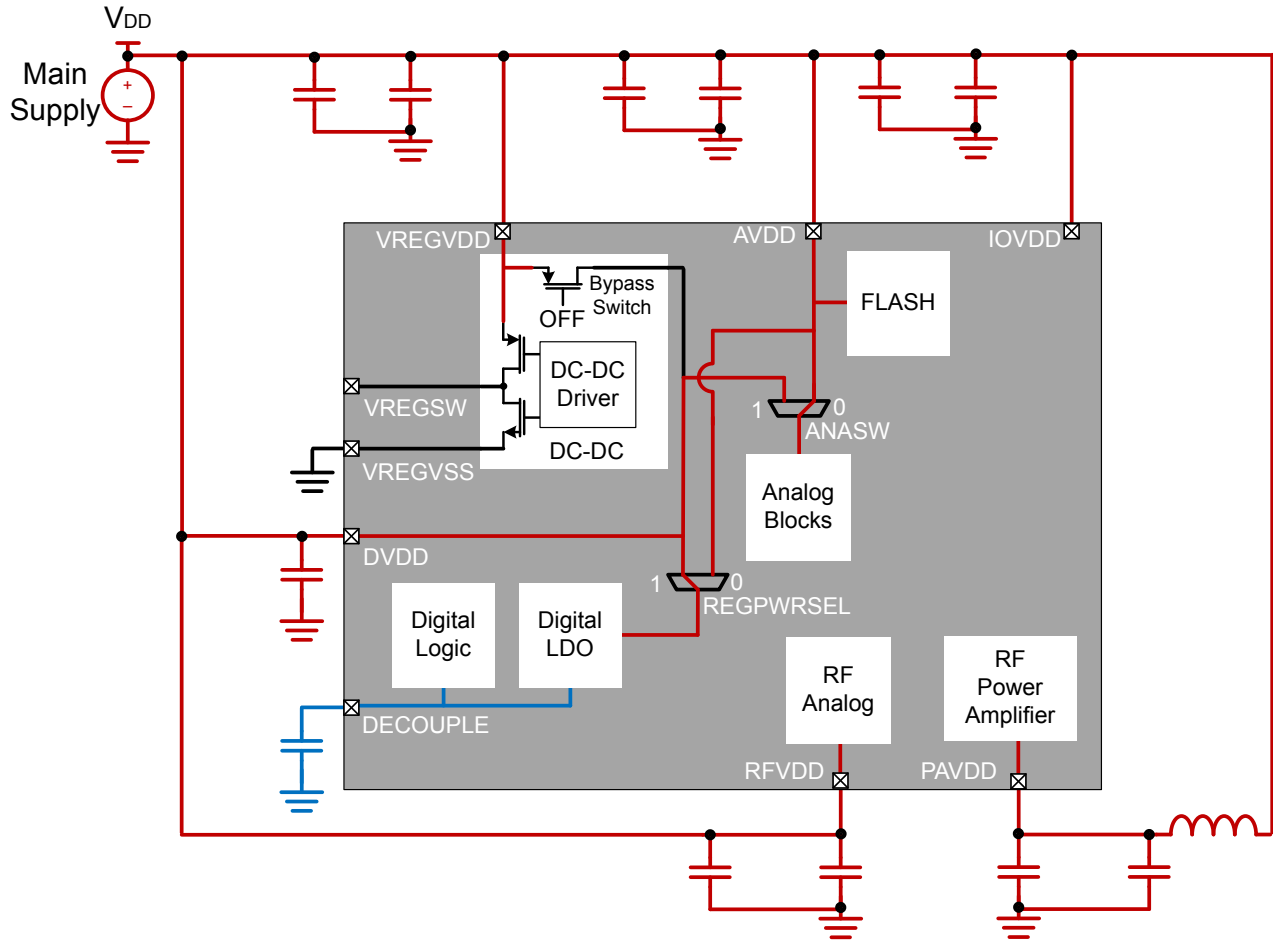 VDD
Main
Supply
+
–
VREGVDD
AVDD
IOVDD
Bypass
Switch
OFF
FLASH
DC-DC
Driver
VREGSW
1
0
ANASW
DC-DC
VREGVSS
Analog
Blocks
DVDD
1
0
REGPWRSEL
Digital
Logic
Digital
LDO
RF
Analog
RF
Power
Amplifier
DECOUPLE
RFVDD
PAVDD